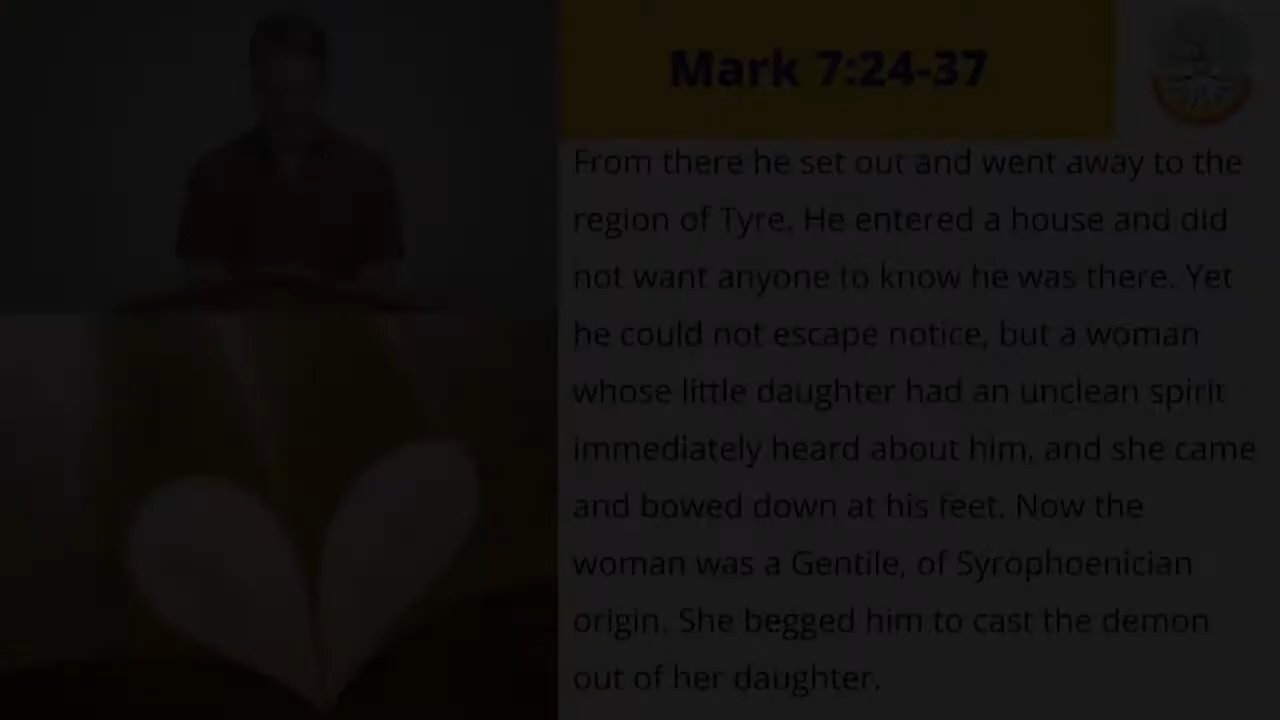 Mark 7:24-37
From there he set out and went away to the
region of Tyre. He entered a house and did
not want anyone to know he was there. Yet
he could not escape notice, but a woman
whose little daughter had an unclean spirit
immediately heard about him, and she came
and bowed down at his feet. Now the
woman was a Gentile, of Syrophoenician
origin. She begged him to cast the demon
out of her daughter.